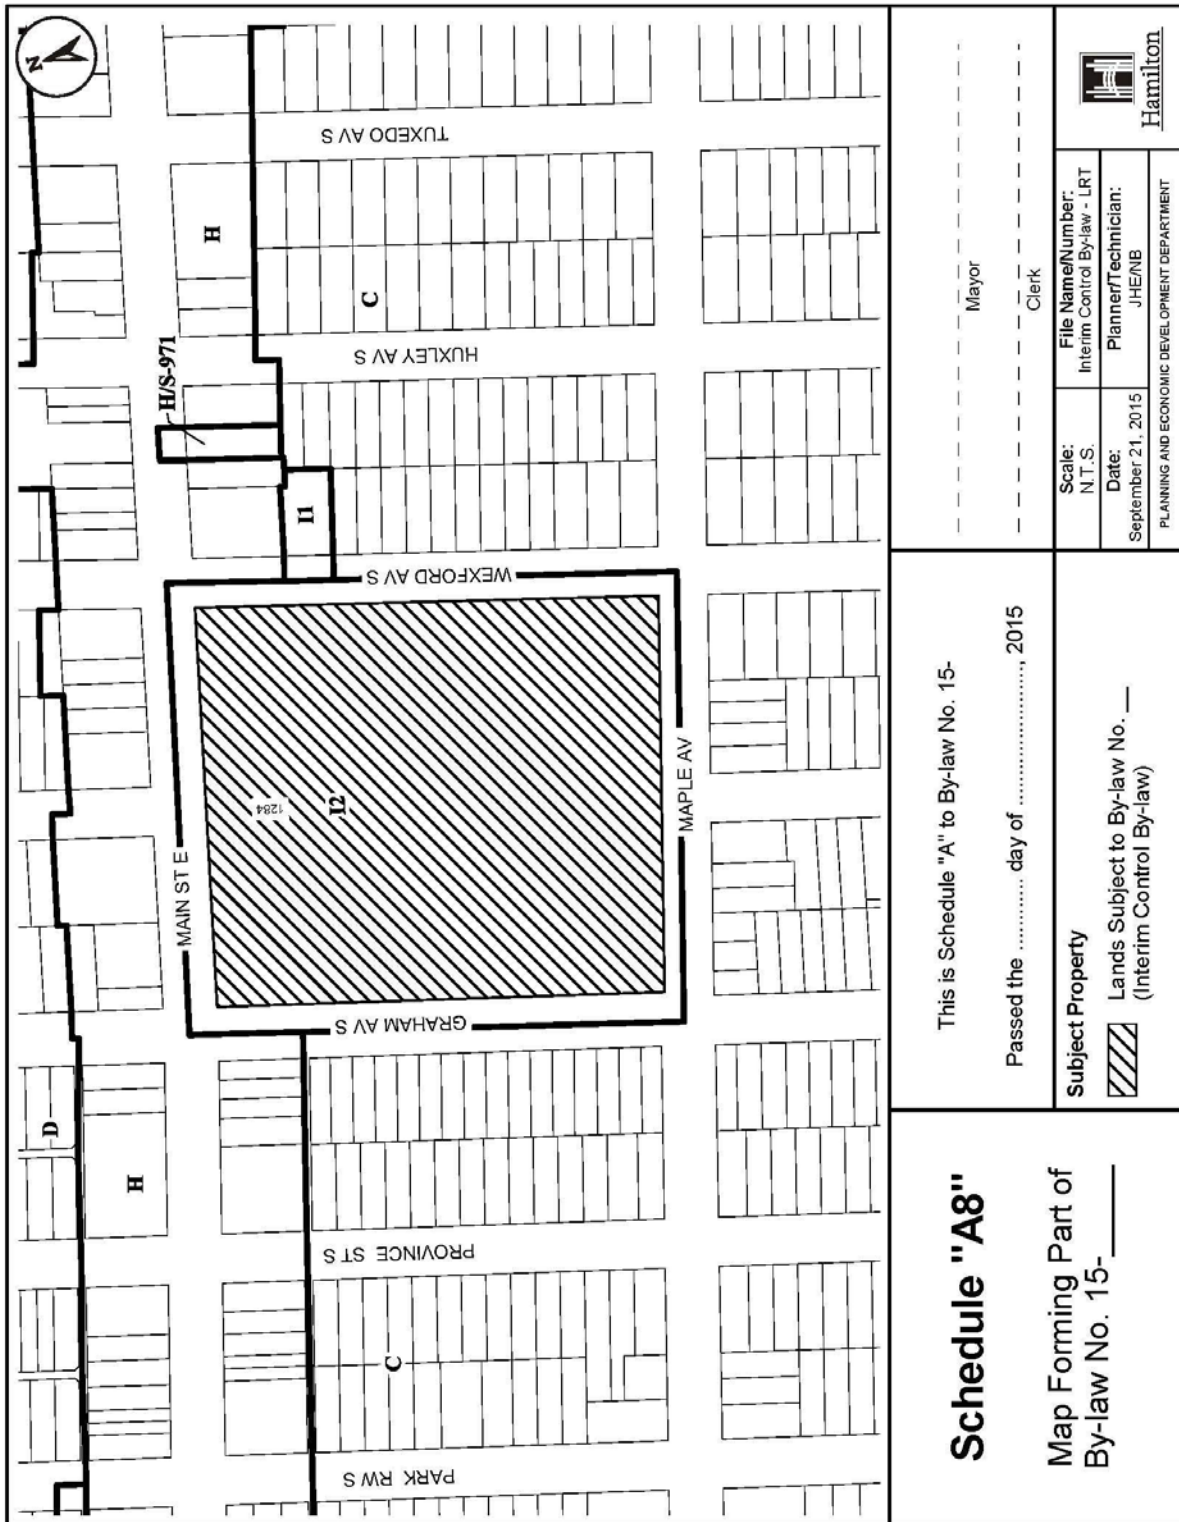 N
D
H
H
H/S-971
I1
C
C
1284
I2
MAIN ST E
MAPLE AV
PARK RW S
PROVINCE ST S
GRAHAM AV S
WEXFORD AV S
HUXLEY AV S
TUXEDO AV S
Schedule "A8"
Map Forming Part of
By-law No. 15-______
This is Schedule "A" to By-law No. 15-
Passed the ............ day of ........................, 2015
Mayor
Clerk
Subject Property
Lands Subject to By-law No. __
(Interim Control By-law)
Scale:
N.T.S.
File Name/Number:
Interim Control By-law - LRT
Date:
September 21, 2015
Planner/Technician:
JHE/NB
PLANNING AND ECONOMIC DEVELOPMENT DEPARTMENT
Hamilton